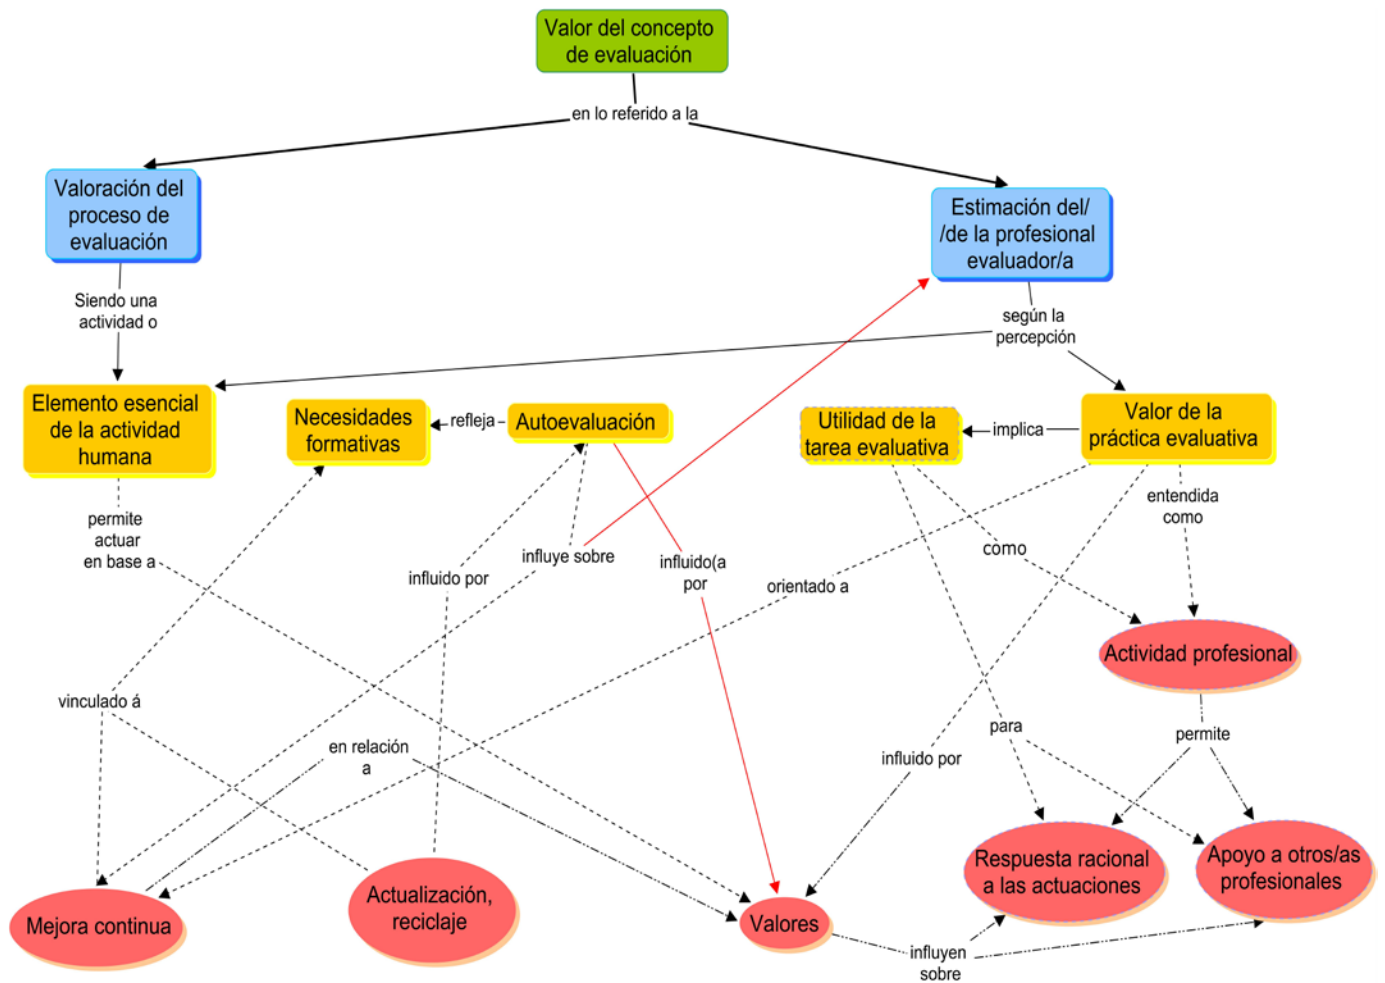 Valor del concepto
de evaluación
en lo referido a la
Valoración del
proceso de
evaluación
Estimación del/
/de la profesional
evaluador/a
Siendo una
actividad o
según la
percepción
Elemento esencial
de la actividad
humana
Necesidades
formativas
refleja
Autoevaluación
Utilidad de la
tarea evaluativa
implica
Valor de la
práctica evaluativa
permite
actuar
en base a
influido por
influye sobre
influido(a
por
orientado a
como
entendida
como
Actividad profesional
vinculado á
en relación
a
para
permite
influido por
Mejora continua
Actualización,
reciclaje
Valores
Respuesta racional
a las actuaciones
Apoyo a otros/as
profesionales
influyen
sobre